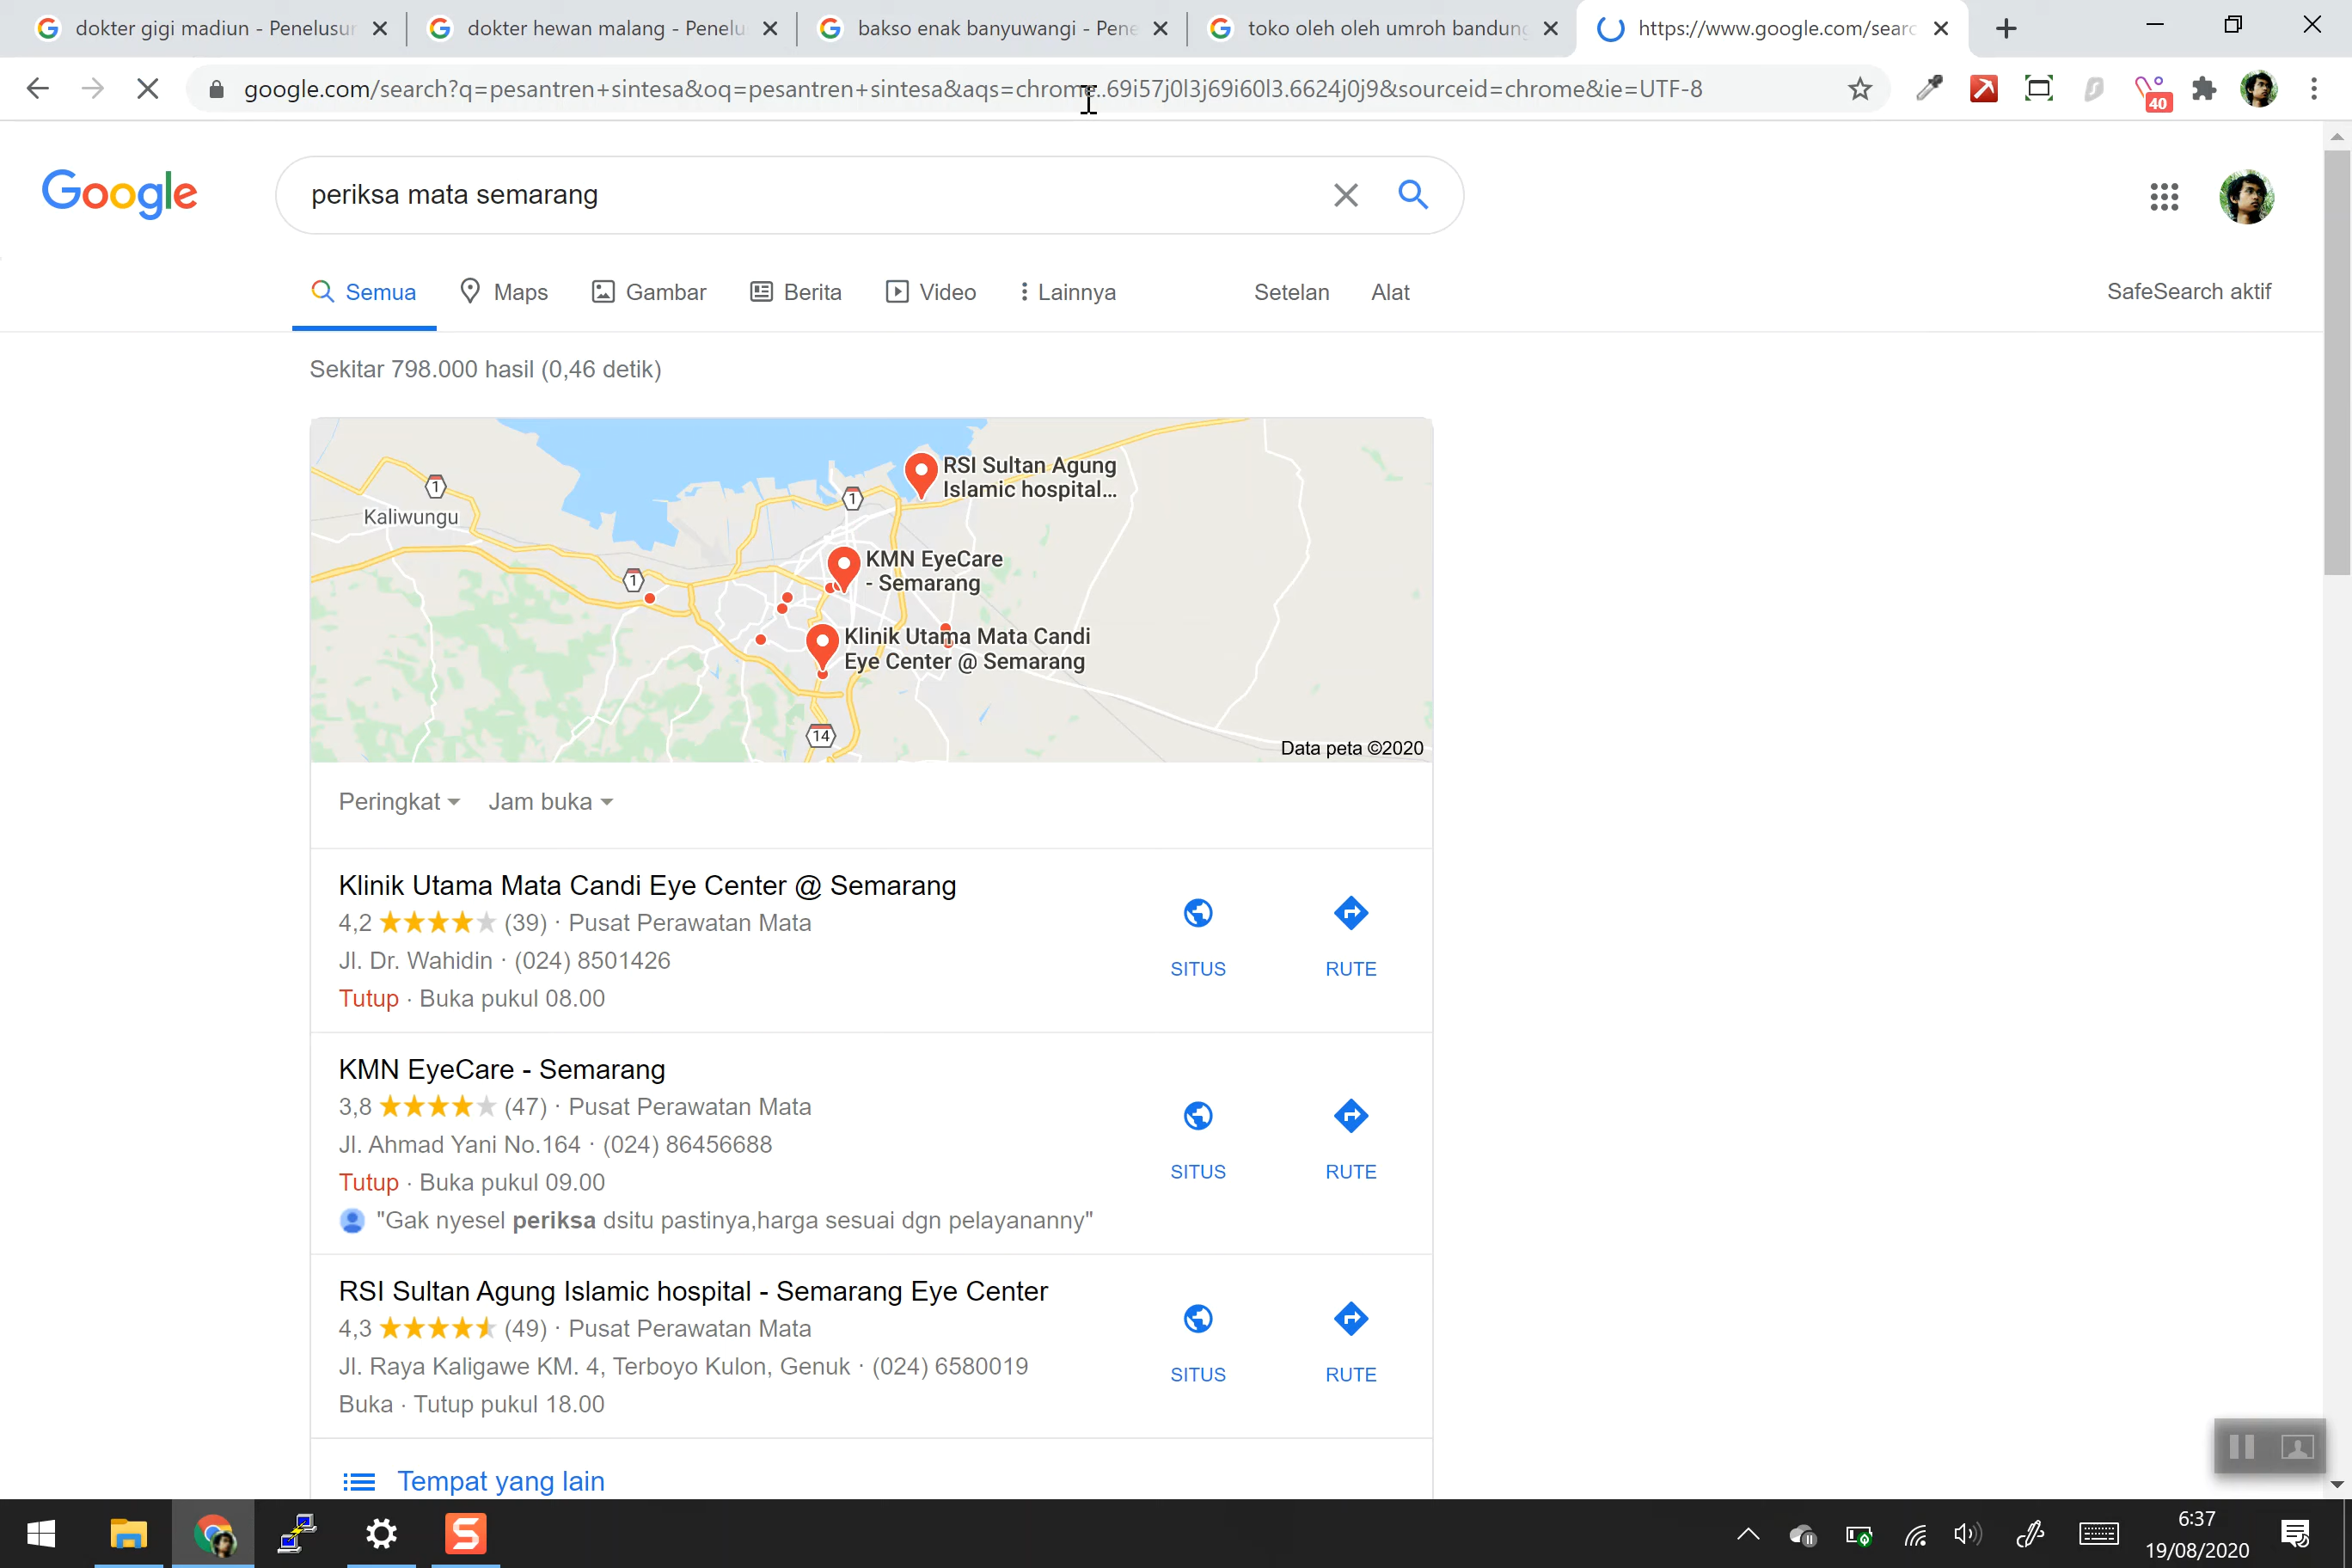 dokter gigi madiun - Penelusur
dokter hewan malang - Penelu
bakso enak banyuwangi - Pene
toko oleh oleh umroh bandung
https://www.google.com/searc
google.com/search?q=pesantren+sintesa&oq=pesantren+sintesa&aqs=chrome..69i57j0l3j69i60l3.6624j0j9&sourceid=chrome&ie=UTF-8
40
Google
periksa mata semarang
Semua
Maps
Gambar
Berita
Video
Lainnya
Setelan
Alat
SafeSearch aktif
Sekitar 798.000 hasil (0,46 detik)
RSI Sultan Agung
Islamic hospital...
1
1
Kaliwungu
KMN EyeCare
- Semarang
1
Klinik Utama Mata Candi
Eye Center @ Semarang
14
Data peta ©2020
Peringkat
Jam buka
Klinik Utama Mata Candi Eye Center @ Semarang
4,2 (39) · Pusat Perawatan Mata
Jl. Dr. Wahidin · (024) 8501426
Tutup · Buka pukul 08.00
SITUS
RUTE
KMN EyeCare - Semarang
3,8 (47) · Pusat Perawatan Mata
Jl. Ahmad Yani No.164 · (024) 86456688
Tutup · Buka pukul 09.00
"Gak nyesel periksa dsitu pastinya,harga sesuai dgn pelayananny"
SITUS
RUTE
RSI Sultan Agung Islamic hospital - Semarang Eye Center
4,3 (49) · Pusat Perawatan Mata
Jl. Raya Kaligawe KM. 4, Terboyo Kulon, Genuk · (024) 6580019
Buka · Tutup pukul 18.00
SITUS
RUTE
Tempat yang lain
6:37
19/08/2020